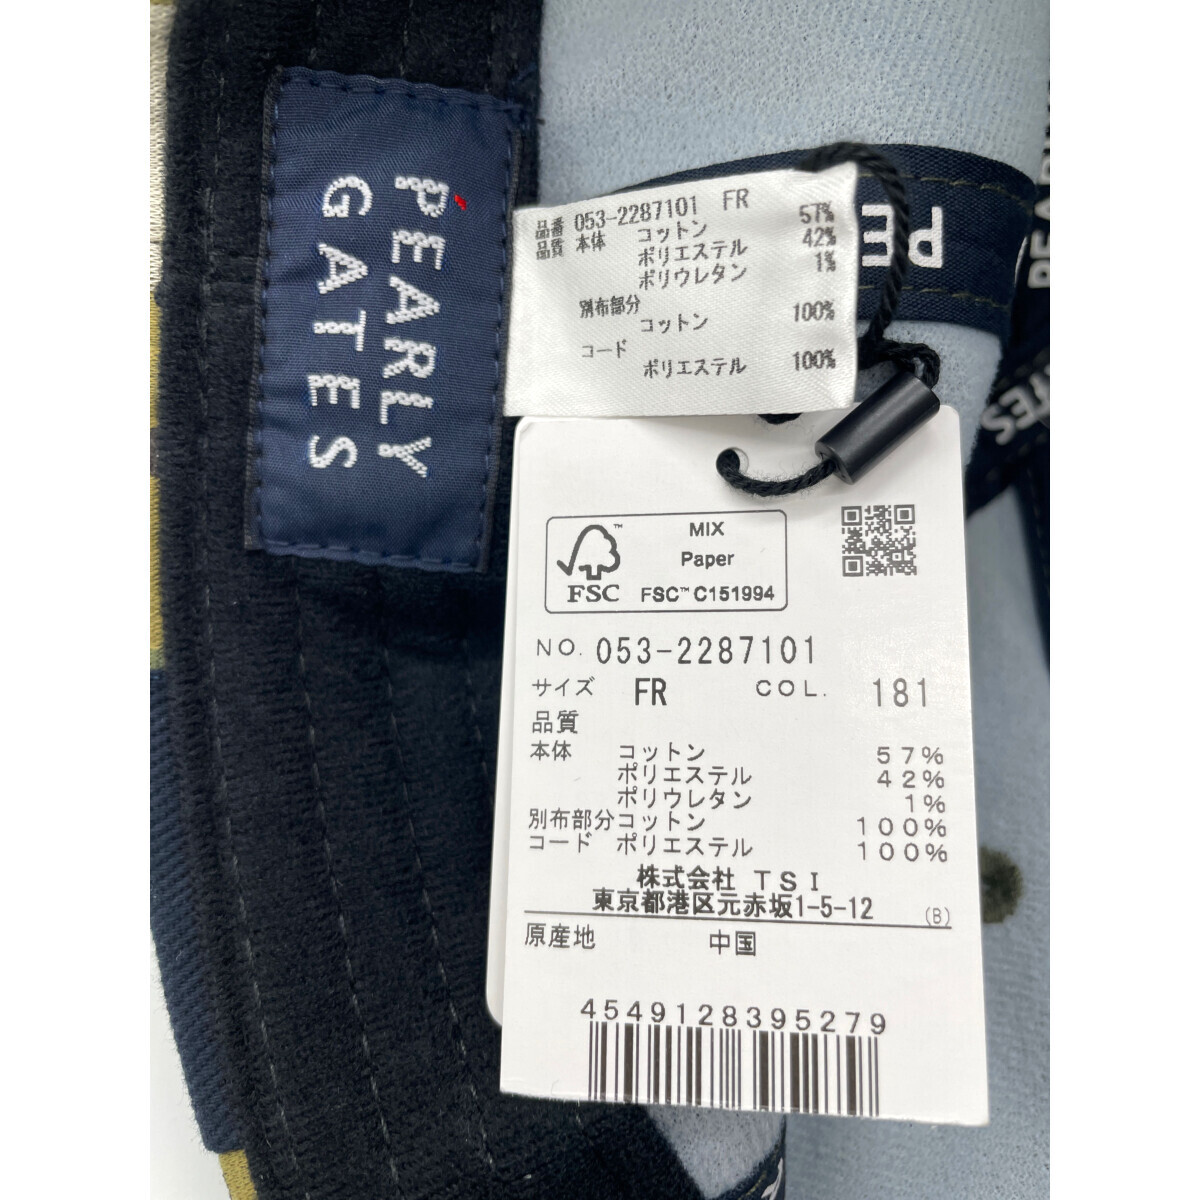 PEARLY
GATES
品番 053-2287101 FR
品質 本体 コットン 57%
ポリエステル 42%
ポリウレタン 1%
別布部分
コットン 100%
コード
ポリエステル 100%
PE
TES
FSC™
MIX
Paper
FSC™ C151994
NO. 053-2287101
サイズ FR COL. 181
品質
本体 コットン 57%
ポリエステル 42%
ポリウレタン 1%
別布部分コットン 100%
コード ポリエステル 100%
株式会社 TSI
東京都港区元赤坂1-5-12 (B)
原産地 中国
4549128395279